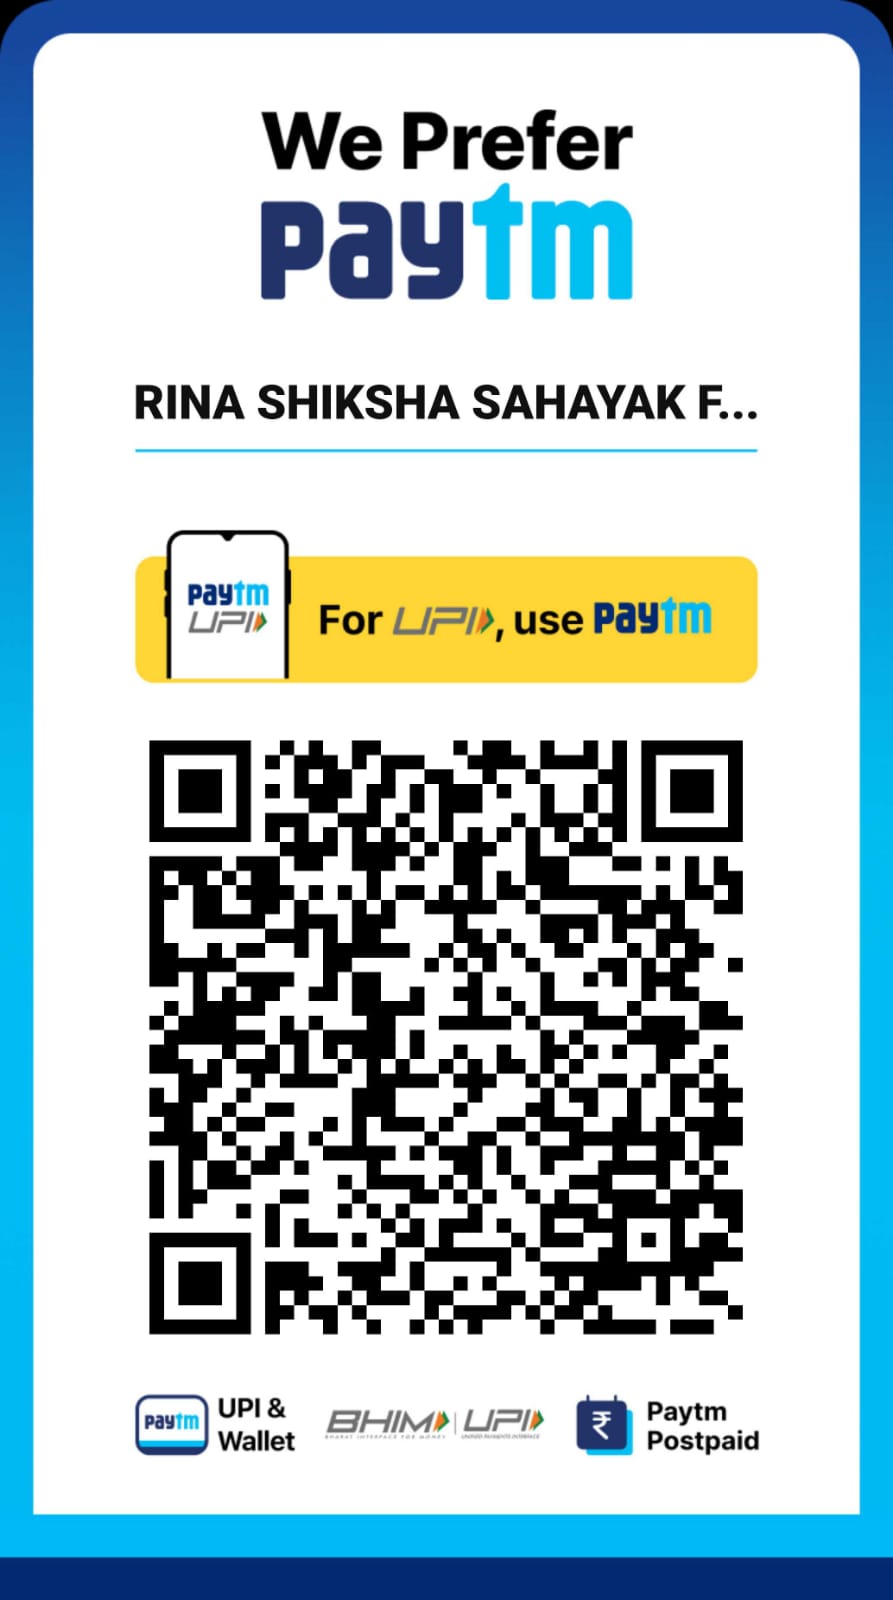 We Prefer
paytm
RINA SHIKSHA SAHAYAK F...
paytm
UPI
For UPI, use paytm
paytm
UPI &
Wallet
BHIM
BHARAT INTERFACE FOR MONEY
UPI
UNIFIED PAYMENTS INTERFACE
₹
Paytm
Postpaid